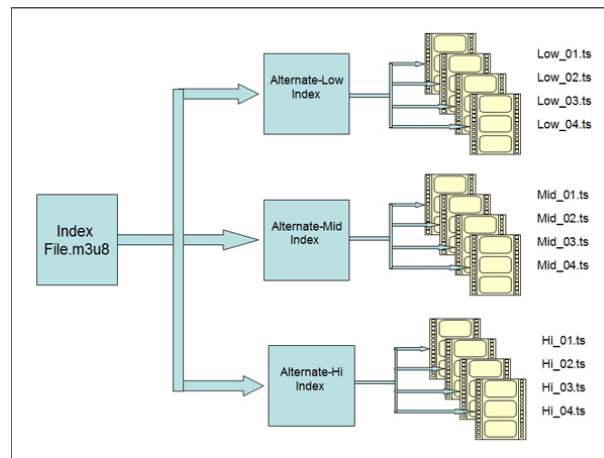 Alternate-Low
Index
Low_01.ts
Low_02.ts
Low_03.ts
Low_04.ts
Index
File.m3u8
Alternate-Mid
Index
Mid_01.ts
Mid_02.ts
Mid_03.ts
Mid_04.ts
Alternate-Hi
Index
Hi_01.ts
Hi_02.ts
Hi_03.ts
Hi_04.ts